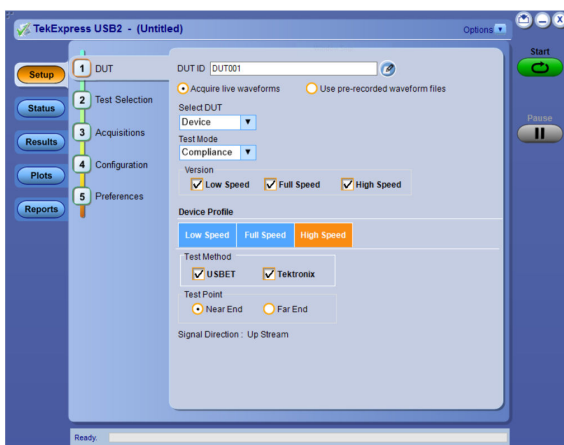 TekExpress USB2 - (Untitled)
Options
Start
Setup
Status
Results
Plots
Reports
1 DUT
2 Test Selection
3 Acquisitions
4 Configuration
5 Preferences
DUT ID DUT001
Acquire live waveforms Use pre-recorded waveform files
Select DUT
Device
Test Mode
Compliance
Version
Low Speed Full Speed High Speed
Device Profile
Low Speed Full Speed High Speed
Test Method
USBET Tektronix
Test Point
Near End Far End
Signal Direction : Up Stream
Pause
Ready.